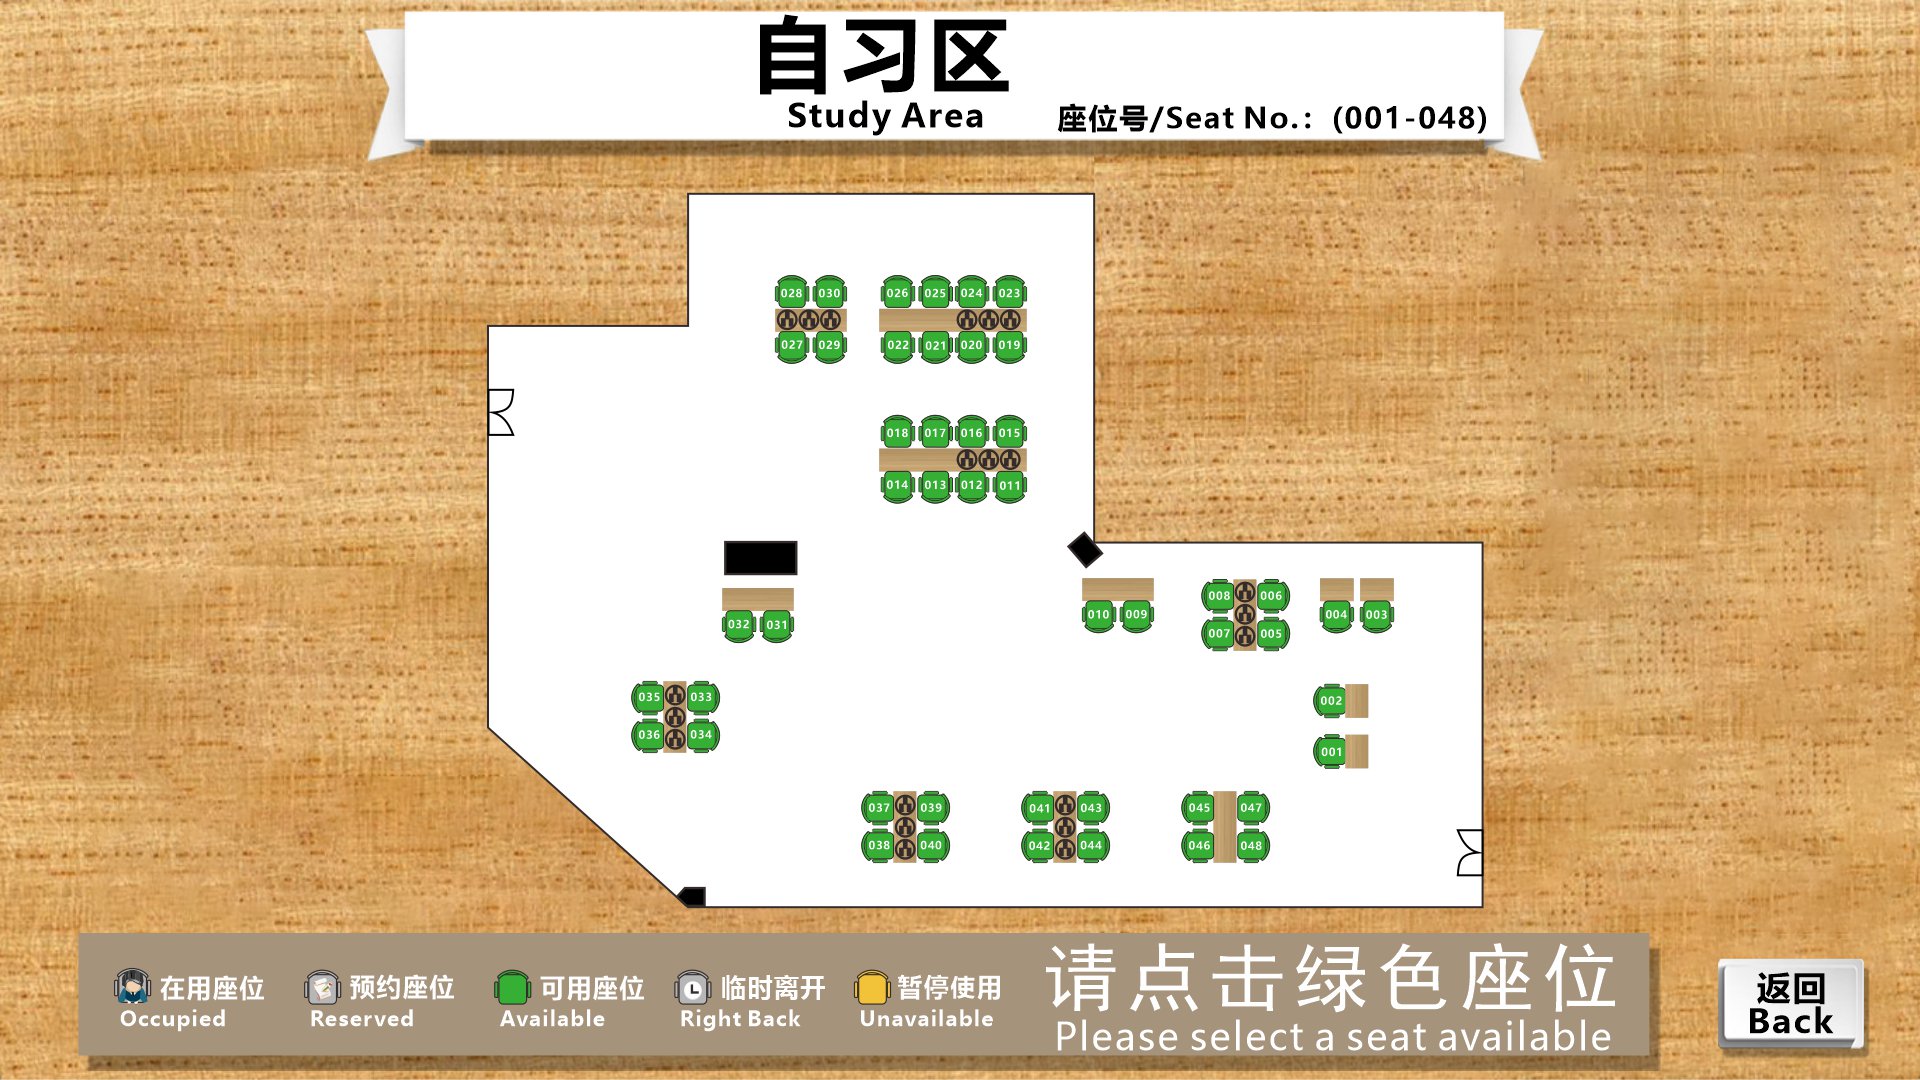 自习区
Study Area
座位号/Seat No.: (001-048)
028 030 026 025 024 023
027 029 022 021 020 019
018 017 016 015
014 013 012 011
032 031
010 009
008 006
007 005
004 003
002
001
035 033
036 034
037 039
038 040
041 043
042 044
045 047
046 048
在用座位
Occupied
预约座位
Reserved
可用座位
Available
临时离开
Right Back
暂停使用
Unavailable
请点击绿色座位
Please select a seat available
返回
Back